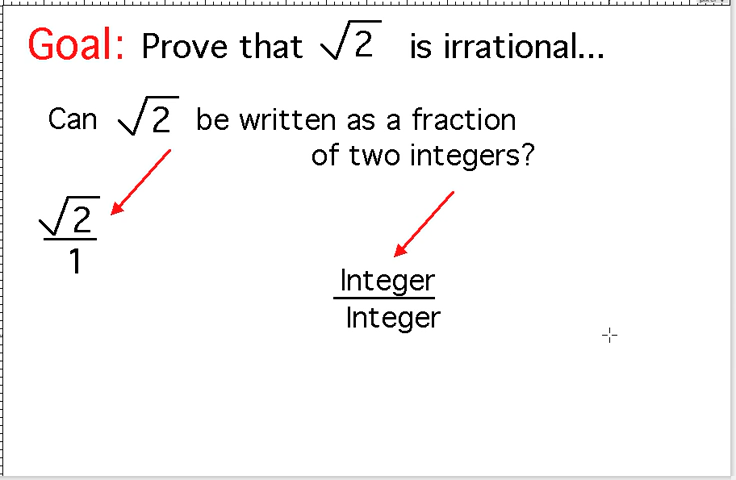 Goal: Prove that √2 is irrational...
Can √2 be written as a fraction
of two integers?
√2
1
Integer
Integer